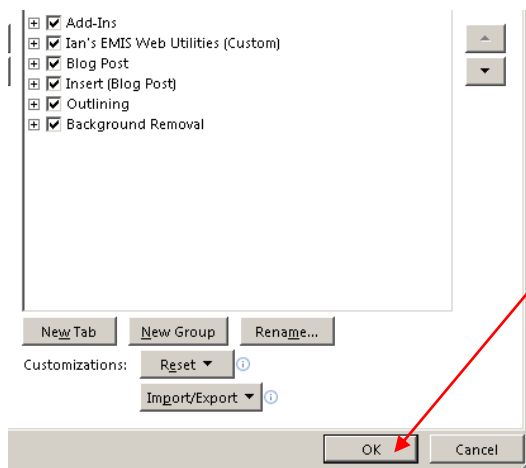 Add-Ins
Ian's EMIS Web Utilities (Custom)
Blog Post
Insert (Blog Post)
Outlining
Background Removal
New Tab New Group Rename...
Customizations: Reset
Import/Export
OK Cancel